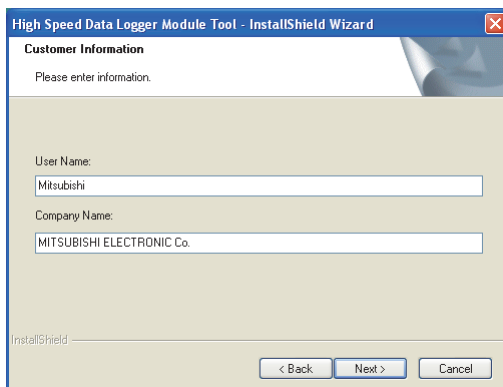 High Speed Data Logger Module Tool - InstallShield Wizard
Customer Information
Please enter information.
User Name:
Mitsubishi
Company Name:
MITSUBISHI ELECTRONIC Co.
InstallShield
< Back Next > Cancel